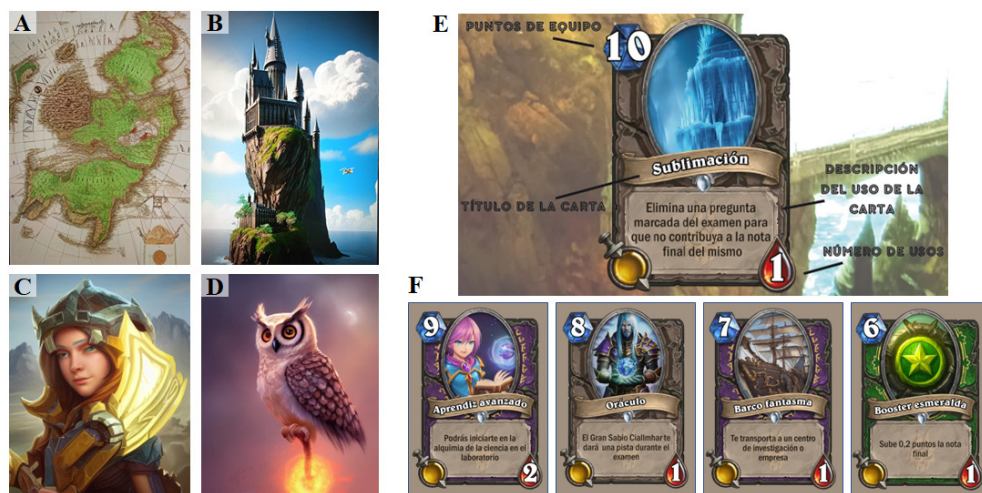 A
B
C
D
E
PUNTOS DE EQUIPO
10
Sublimación
TÍTULO DE LA CARTA
Elimina una pregunta
marcada del examen para
que no contribuya a la nota
final del mismo
DESCRIPCIÓN
DEL USO DE LA
CARTA
NÚMERO DE USOS
1
F
9
Aprendiz avanzado
Podrás iniciarte en la
alquimia de la ciencia en el
laboratorio
2
8
Oráculo
El Gran Sabio Ciallmharte
dará una pista durante el
examen
1
7
Barco fantasma
Te transporta a un centro
de investigación o
empresa
1
6
Booster esmeralda
Sube 0,2 puntos la nota
final
1